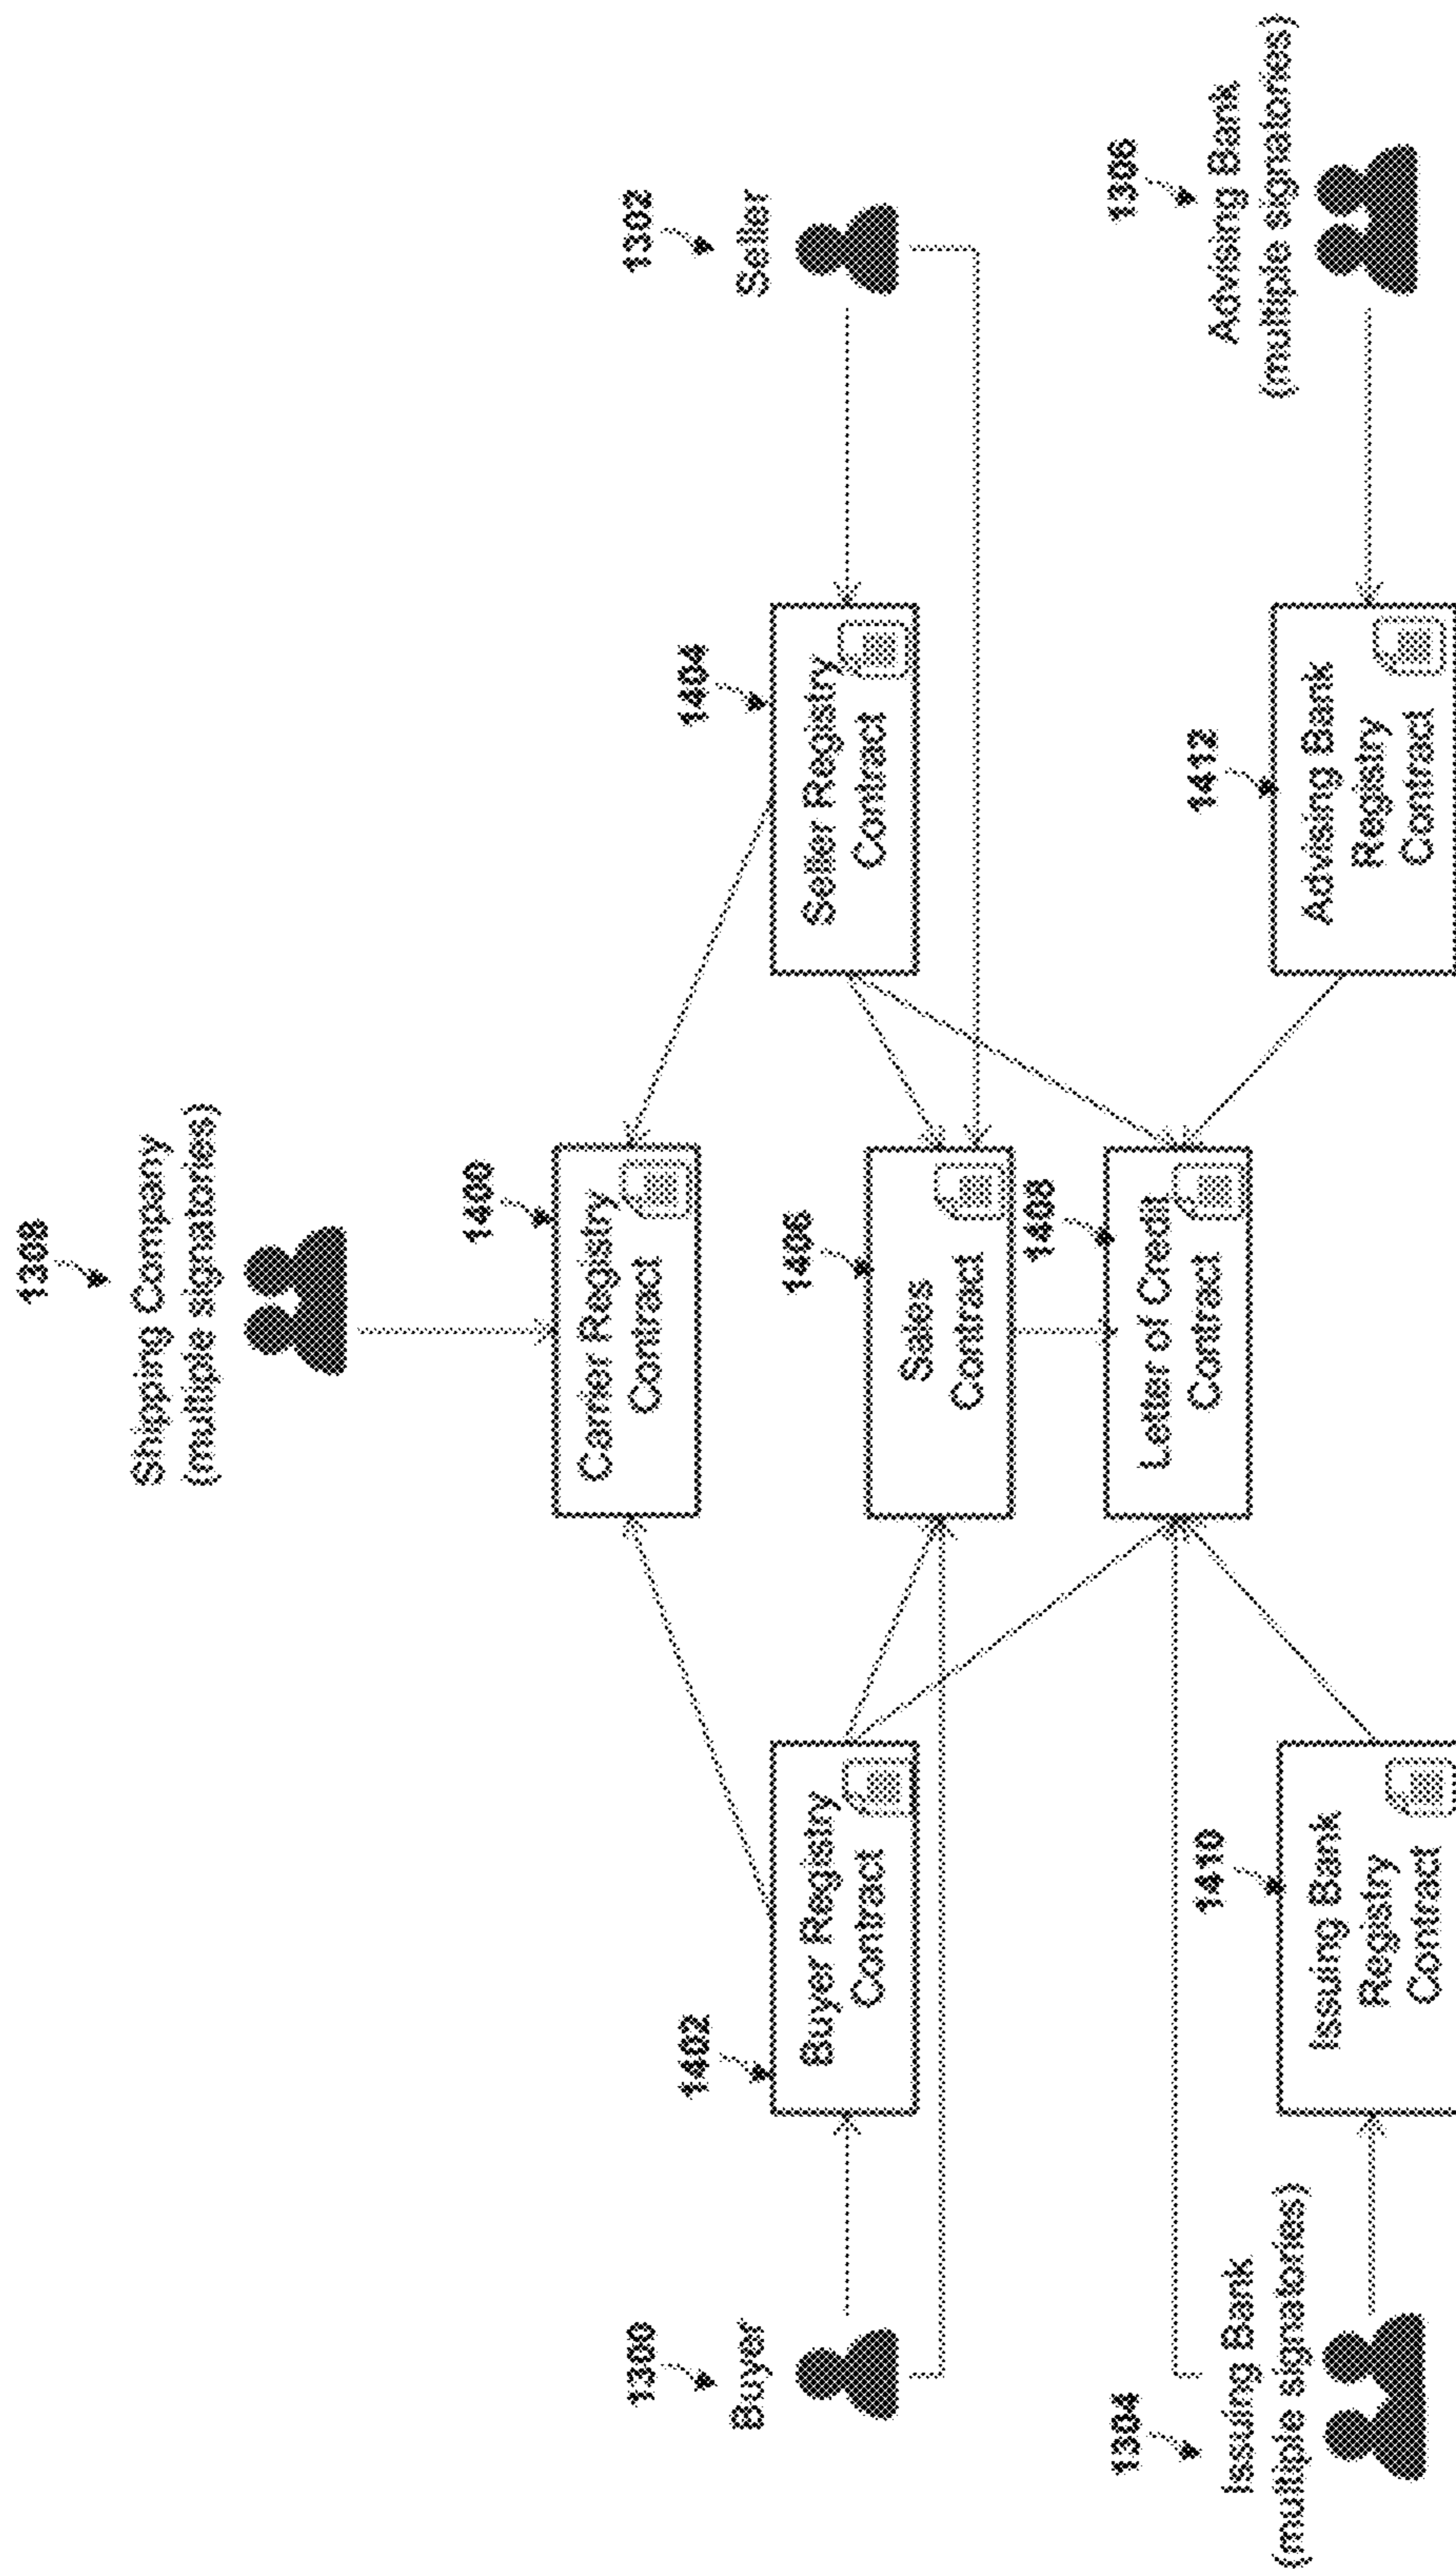 1308
Shipping Company
(multiple signatories)
1400
Carrier Registry
Contract
1300
Buyer
1402
Buyer Registry
Contract
1406
Sales
Contract
1404
Seller Registry
Contract
1302
Seller
1408
Letter of Credit
Contract
1304
Issuing Bank
(multiple signatories)
1410
Issuing Bank
Registry
Contract
1412
Advising Bank
Registry
Contract
1306
Advising Bank
(multiple signatories)